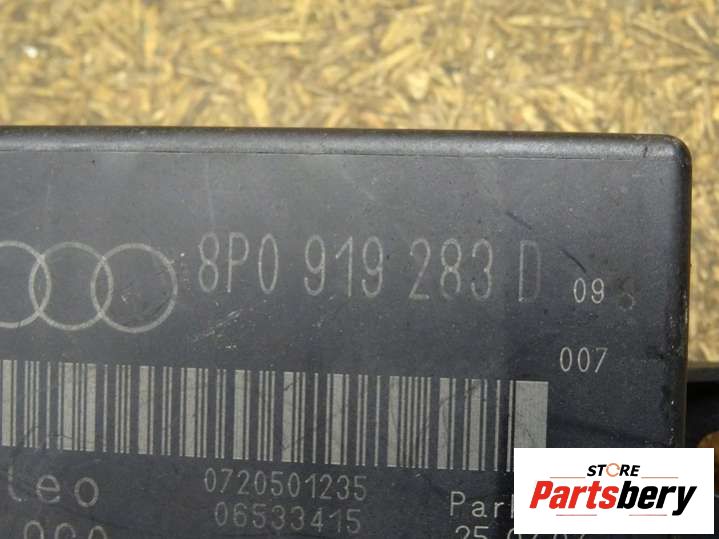 8P0 919 283 D 09
007
leo 0720501235
06533415 Par
STORE
Partsbery